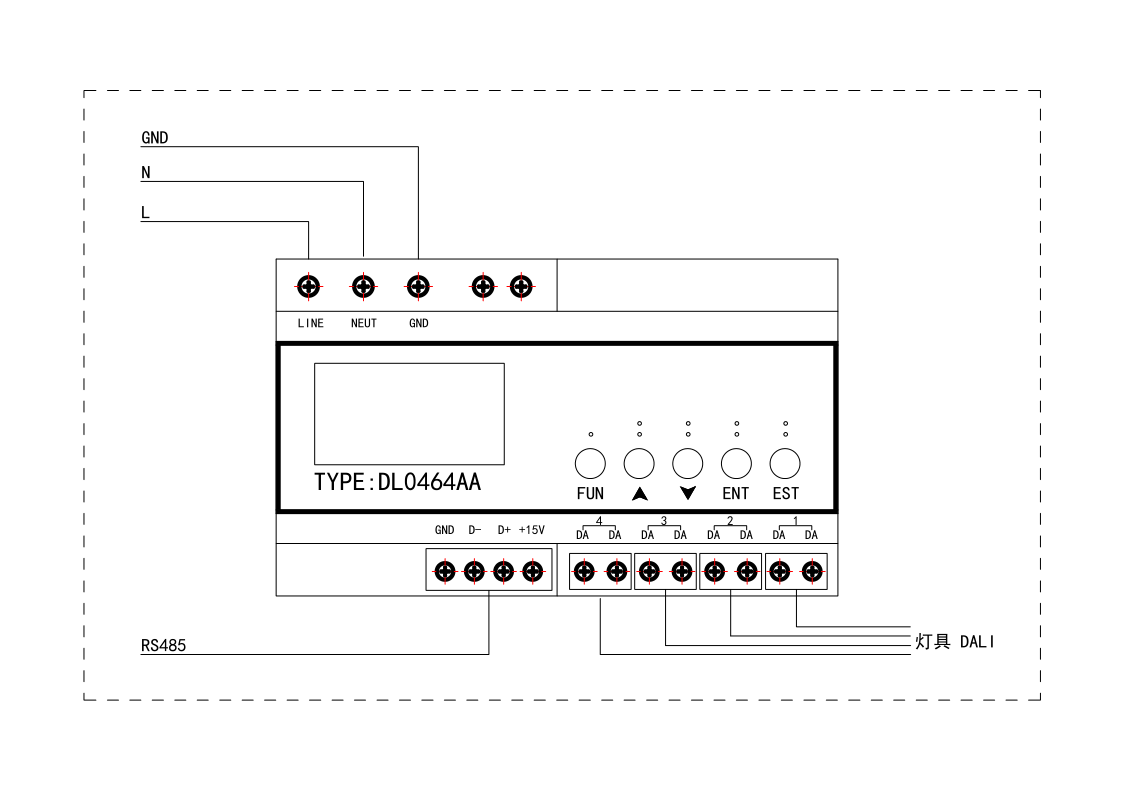 GND
N
L
LINE NEUT GND
TYPE:DL0464AA
FUN ENT EST
4 3 2 1
GND D- D+ +15V DA DA DA DA DA DA DA DA
RS485
灯具 DALI